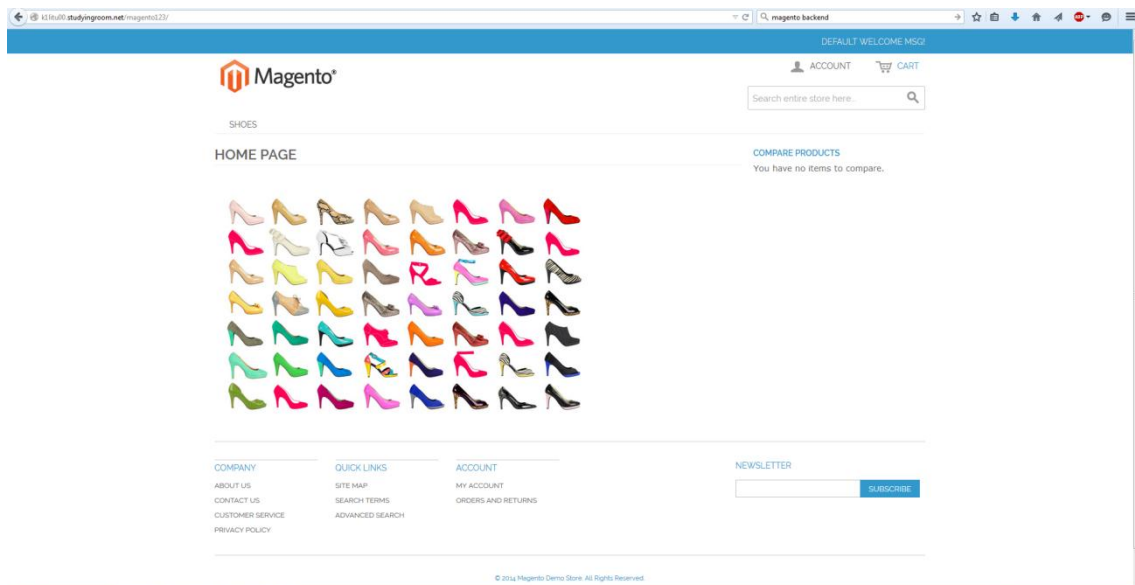 k1l6u00.studyingroom.net/magento123/
magento backend
ABP
DEFAULT WELCOME MSG!
Magento®
ACCOUNT
CART
Search entire store here...
SHOES
HOME PAGE
COMPARE PRODUCTS
You have no items to compare.
COMPANY
ABOUT US
CONTACT US
CUSTOMER SERVICE
PRIVACY POLICY
QUICK LINKS
SITE MAP
SEARCH TERMS
ADVANCED SEARCH
ACCOUNT
MY ACCOUNT
ORDERS AND RETURNS
NEWSLETTER
SUBSCRIBE
© 2014 Magento Demo Store. All Rights Reserved.